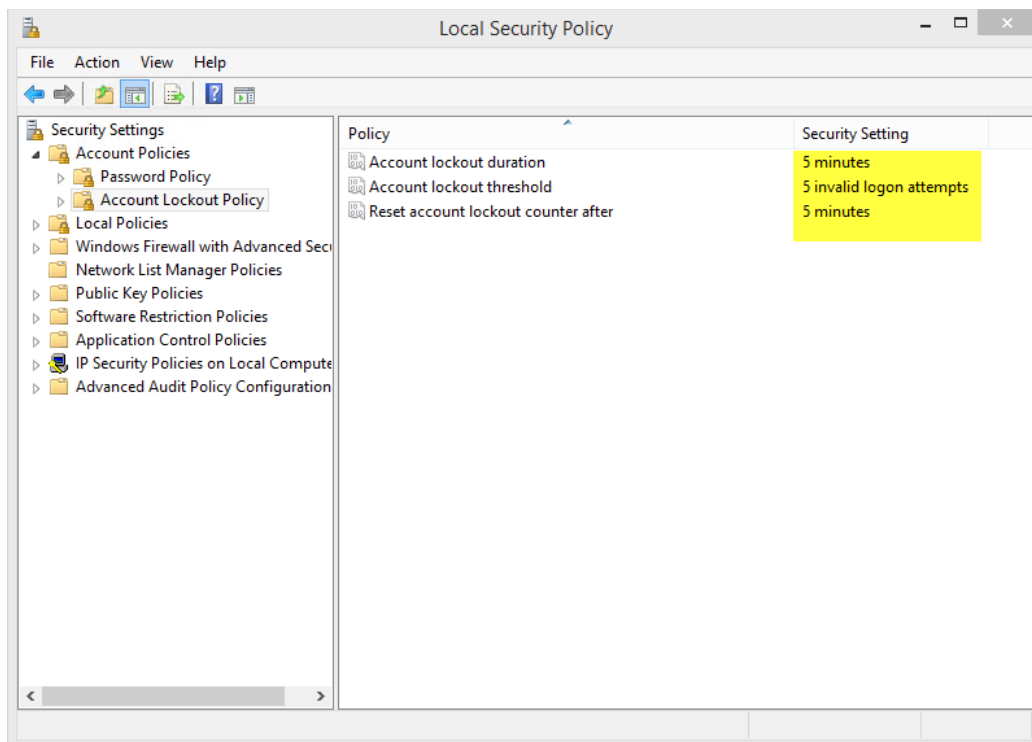 Local Security Policy
File Action View Help
Security Settings
Account Policies
Password Policy
Account Lockout Policy
Local Policies
Windows Firewall with Advanced Secu
Network List Manager Policies
Public Key Policies
Software Restriction Policies
Application Control Policies
IP Security Policies on Local Compute
Advanced Audit Policy Configuration
Policy Security Setting
Account lockout duration 5 minutes
Account lockout threshold 5 invalid logon attempts
Reset account lockout counter after 5 minutes